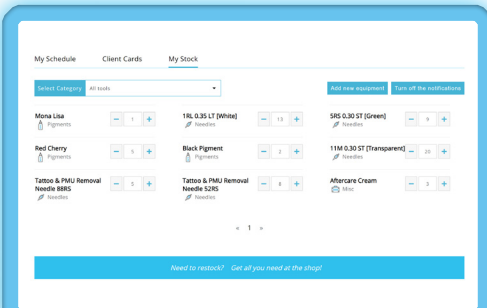 My Schedule Client Cards My Stock
Select Category All tools Add new equipment Turn off the notifications
Mona Lisa
Pigments
− 1 +
1RL 0.35 LT [White]
Needles
− 13 +
5RS 0.30 ST [Green]
Needles
− 9 +
Red Cherry
Pigments
− 5 +
Black Pigment
Pigments
− 2 +
11M 0.30 ST [Transparent]
Needles
− 20 +
Tattoo & PMU Removal
Needle 88RS
Needles
− 5 +
Tattoo & PMU Removal
Needle 52RS
Needles
− 8 +
Aftercare Cream
Misc
− 3 +
« 1 »
Need to restock? Get all you need at the shop!